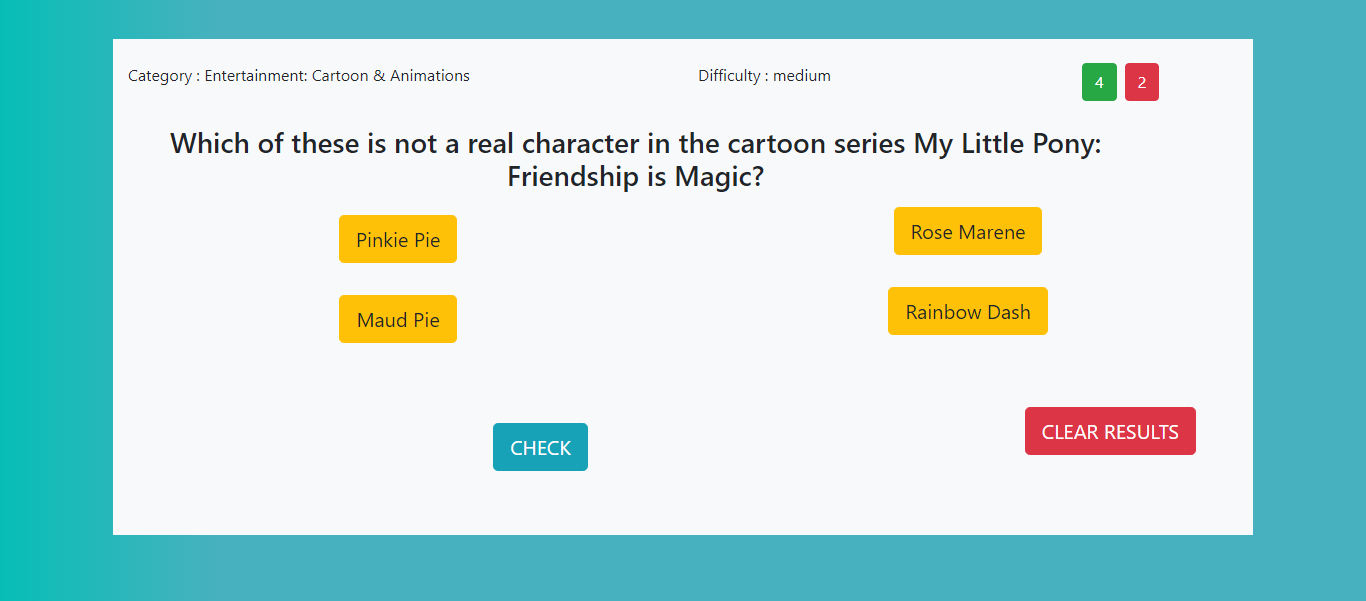 Category : Entertainment: Cartoon & Animations
Difficulty : medium
4
2
Which of these is not a real character in the cartoon series My Little Pony:
Friendship is Magic?
Pinkie Pie
Rose Marene
Maud Pie
Rainbow Dash
CHECK
CLEAR RESULTS